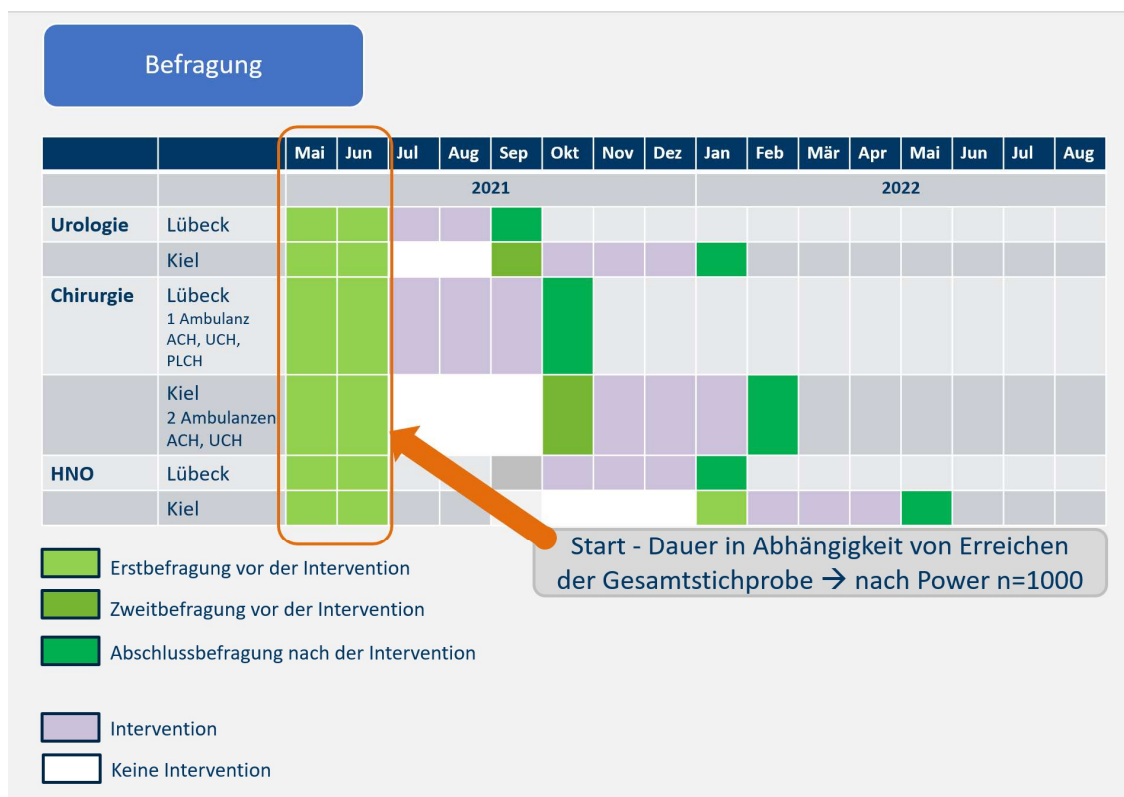 Befragung
Mai Jun Jul Aug Sep Okt Nov Dez Jan Feb Mär Apr Mai Jun Jul Aug
2021 2022
Urologie Lübeck
Kiel
Chirurgie Lübeck
1 Ambulanz
ACH, UCH,
PLCH
Kiel
2 Ambulanzen
ACH, UCH
HNO Lübeck
Kiel
Start - Dauer in Abhängigkeit von Erreichen
der Gesamtstichprobe → nach Power n=1000
Erstbefragung vor der Intervention
Zweitbefragung vor der Intervention
Abschlussbefragung nach der Intervention
Intervention
Keine Intervention